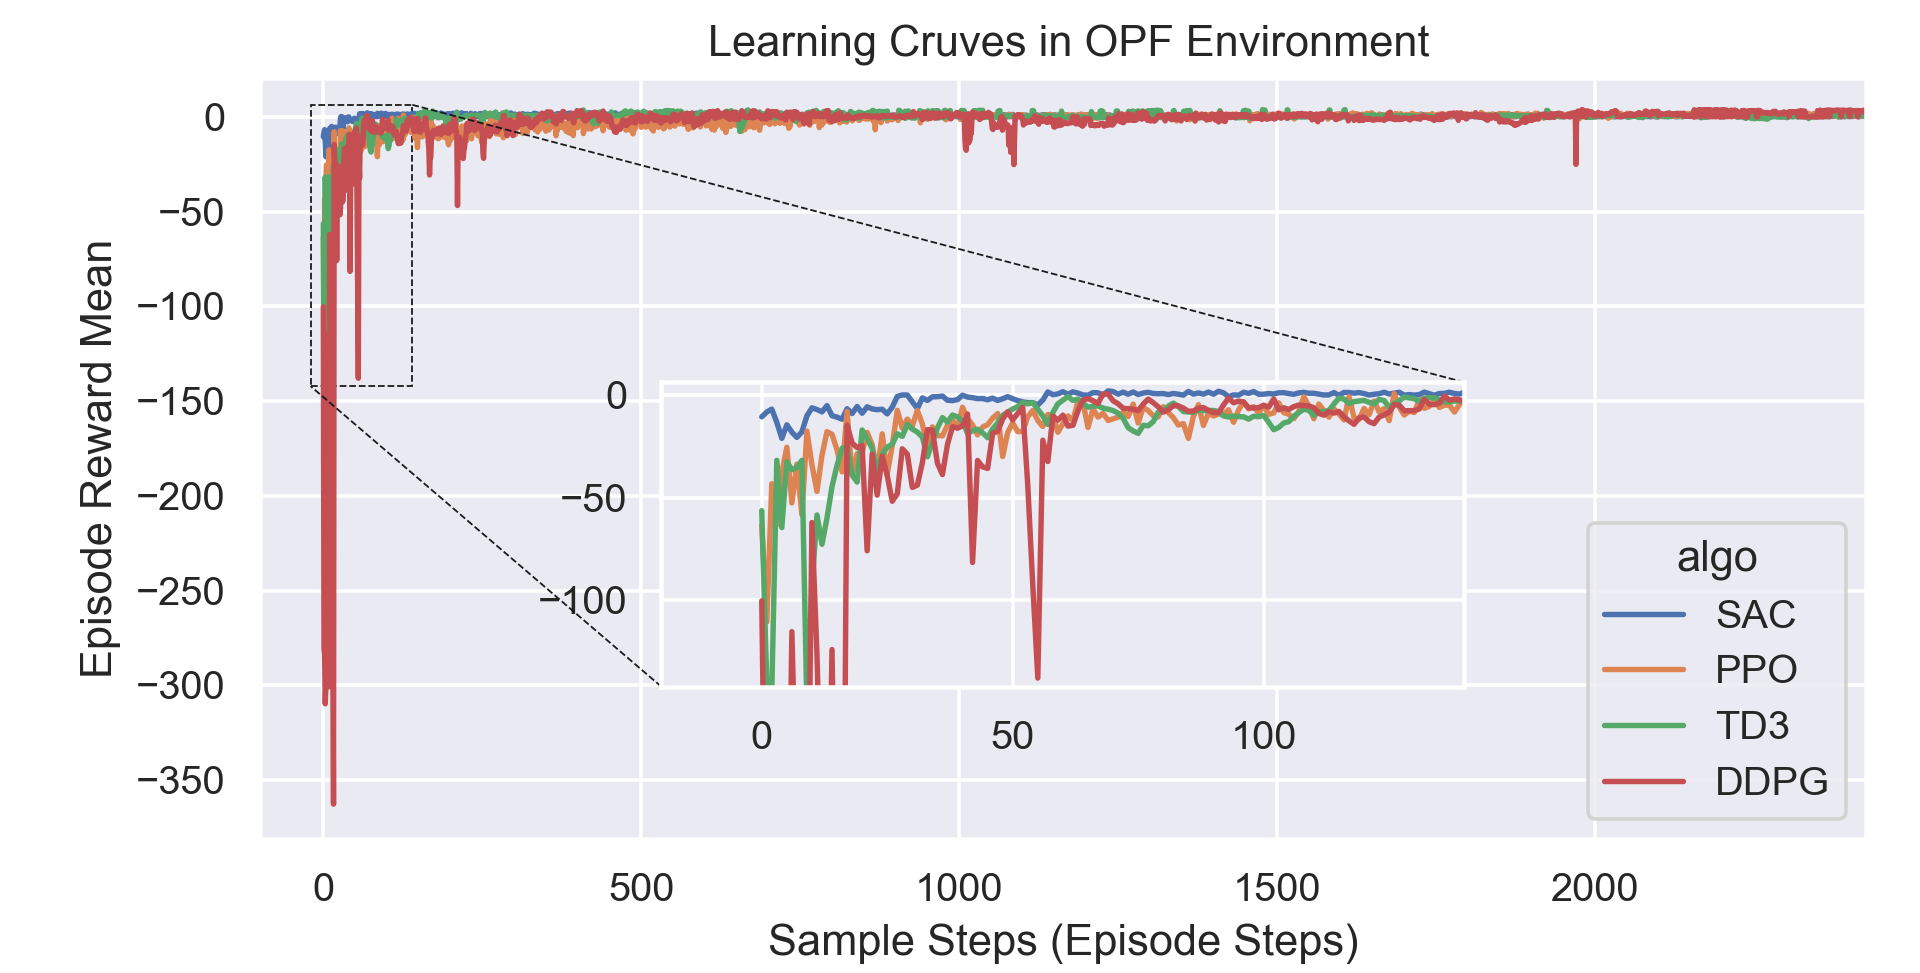 Learning Cruves in OPF Environment
Episode Reward Mean
0
−50
−100
−150
−200
−250
−300
−350
0
−50
−100
0 50 100
algo
SAC
PPO
TD3
DDPG
0 500 1000 1500 2000
Sample Steps (Episode Steps)